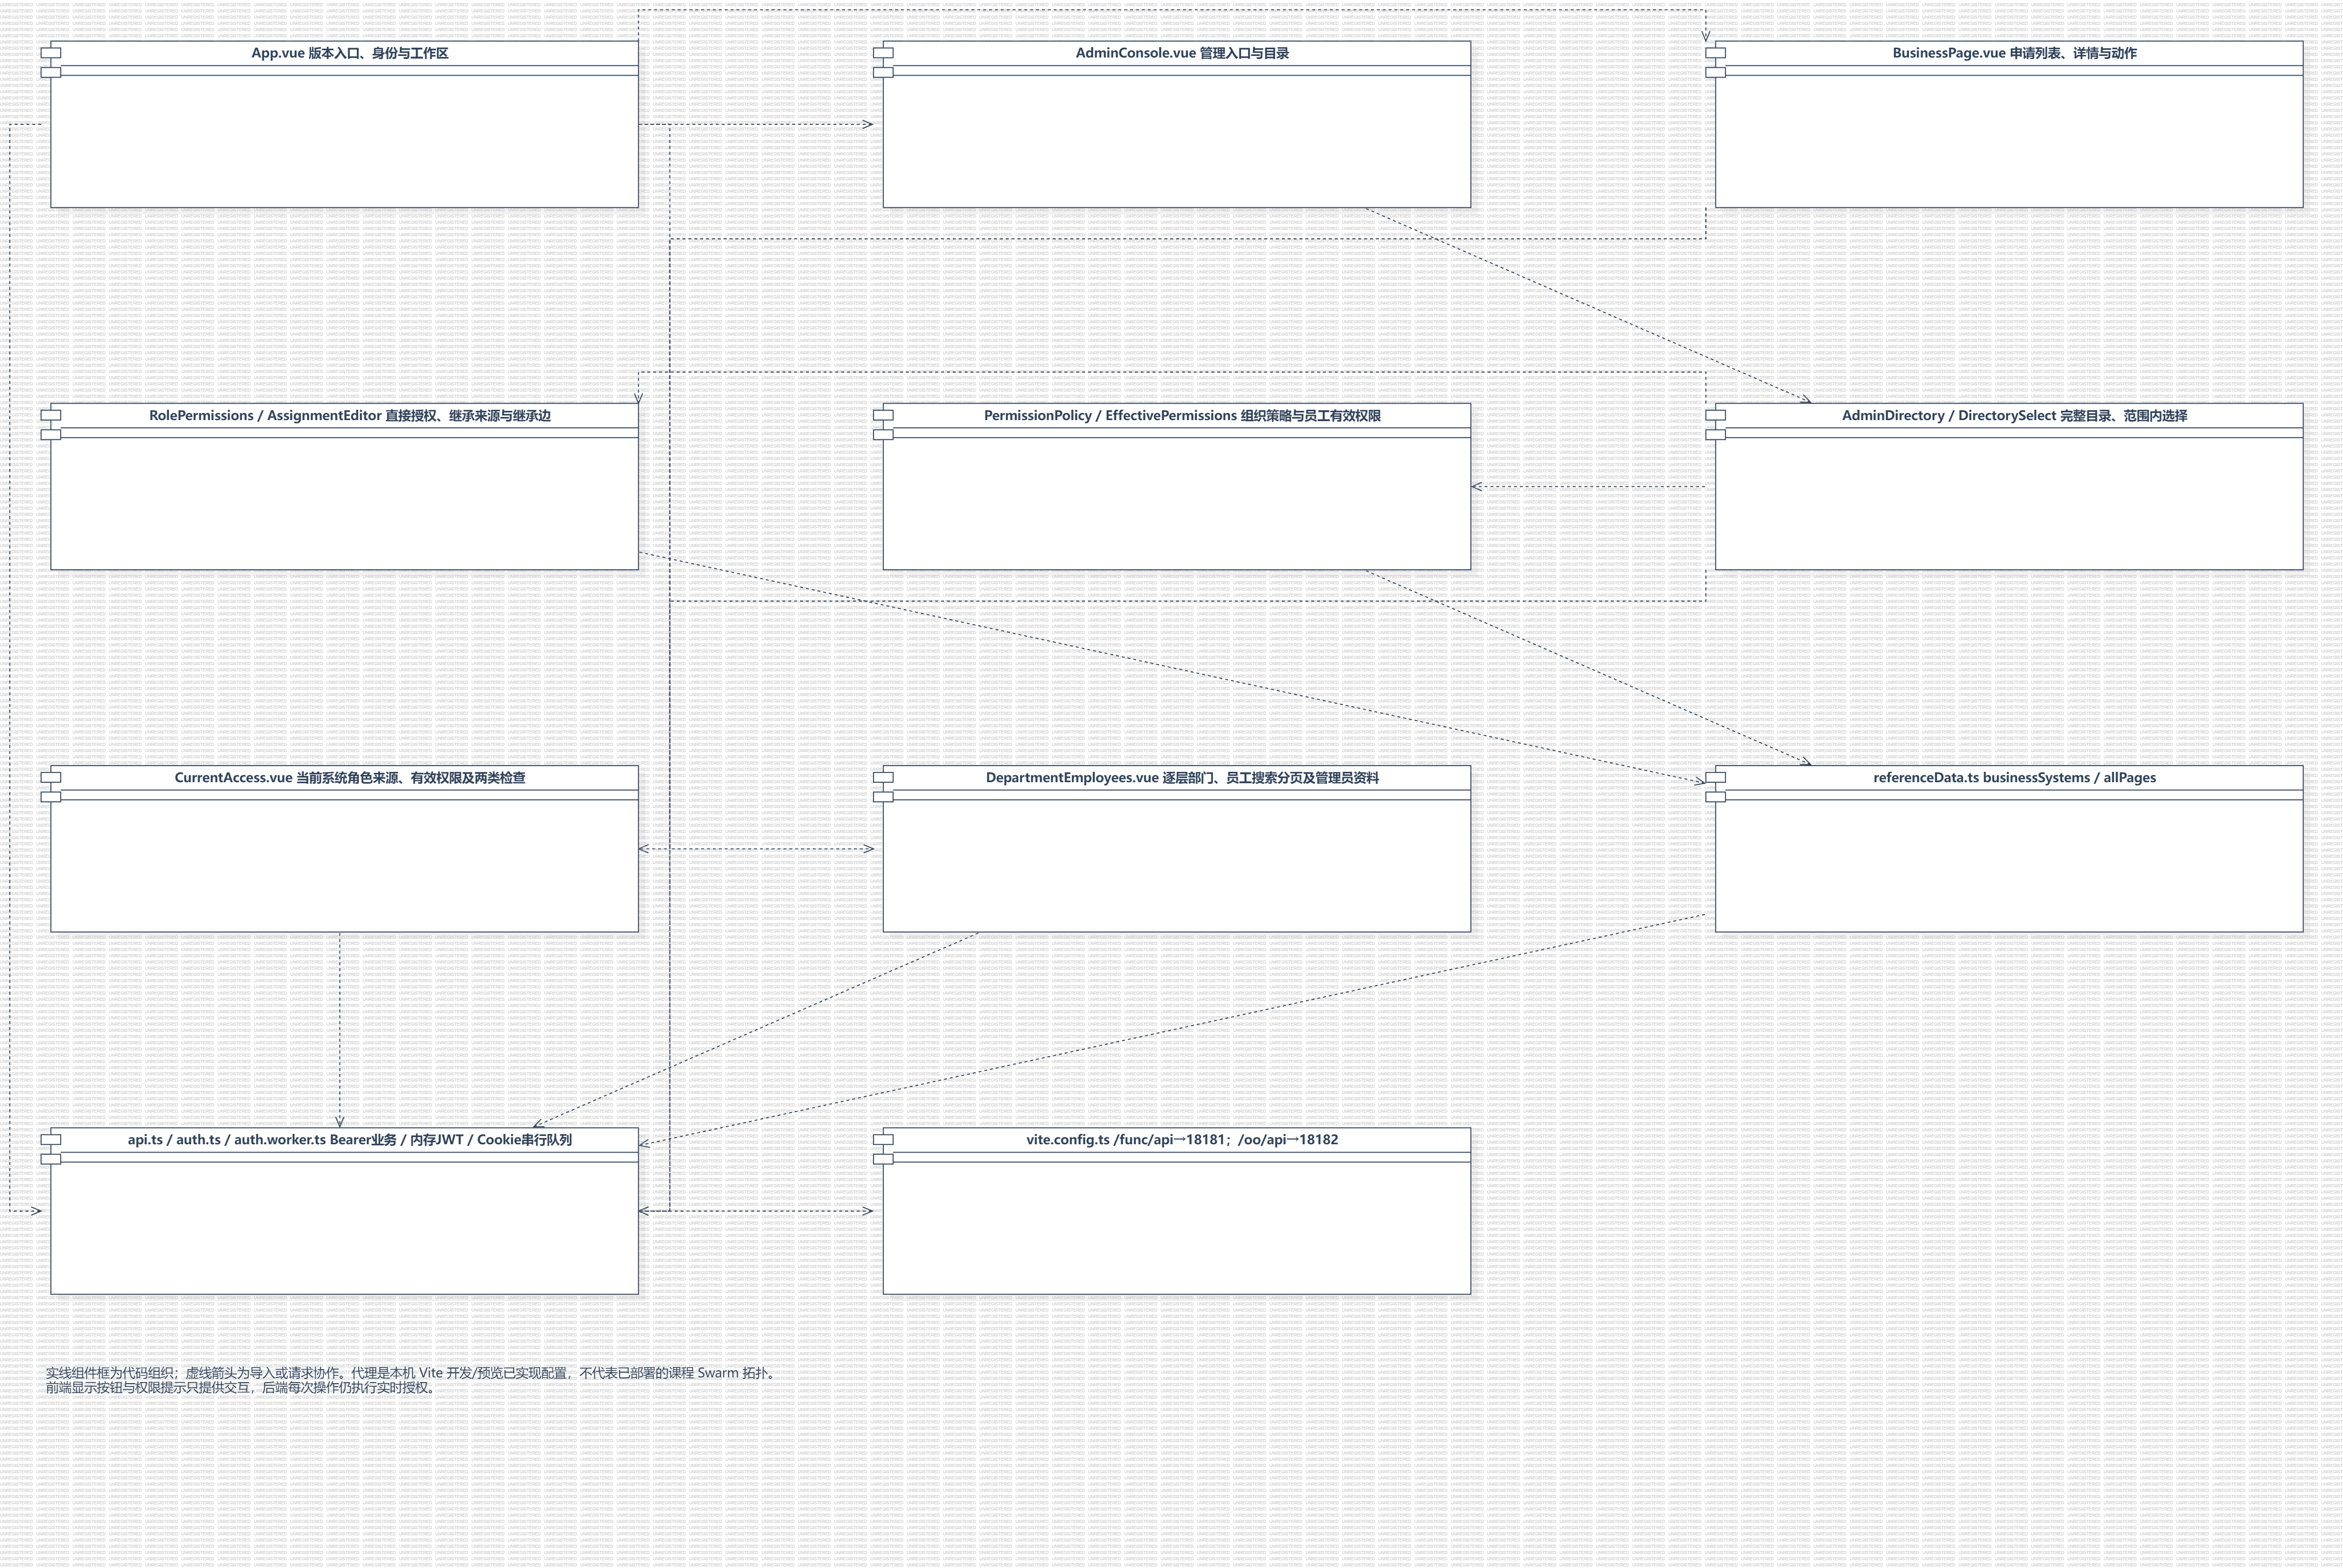 App.vue 版本入口、身份与工作区
AdminConsole.vue 管理入口与目录
BusinessPage.vue 申请列表、详情与动作
RolePermissions / AssignmentEditor 直接授权、继承来源与继承边
PermissionPolicy / EffectivePermissions 组织策略与员工有效权限
AdminDirectory / DirectorySelect 完整目录、范围内选择
CurrentAccess.vue 当前系统角色来源、有效权限及两类检查
DepartmentEmployees.vue 逐层部门、员工搜索分页及管理员资料
referenceData.ts businessSystems / allPages
api.ts / auth.ts / auth.worker.ts Bearer业务 / 内存JWT / Cookie串行队列
vite.config.ts /func/api→18181；/oo/api→18182
实线组件框为代码组织；虚线箭头为导入或请求协作。代理是本机 Vite 开发/预览已实现配置，不代表已部署的课程 Swarm 拓扑。
前端显示按钮与权限提示只提供交互，后端每次操作仍执行实时授权。